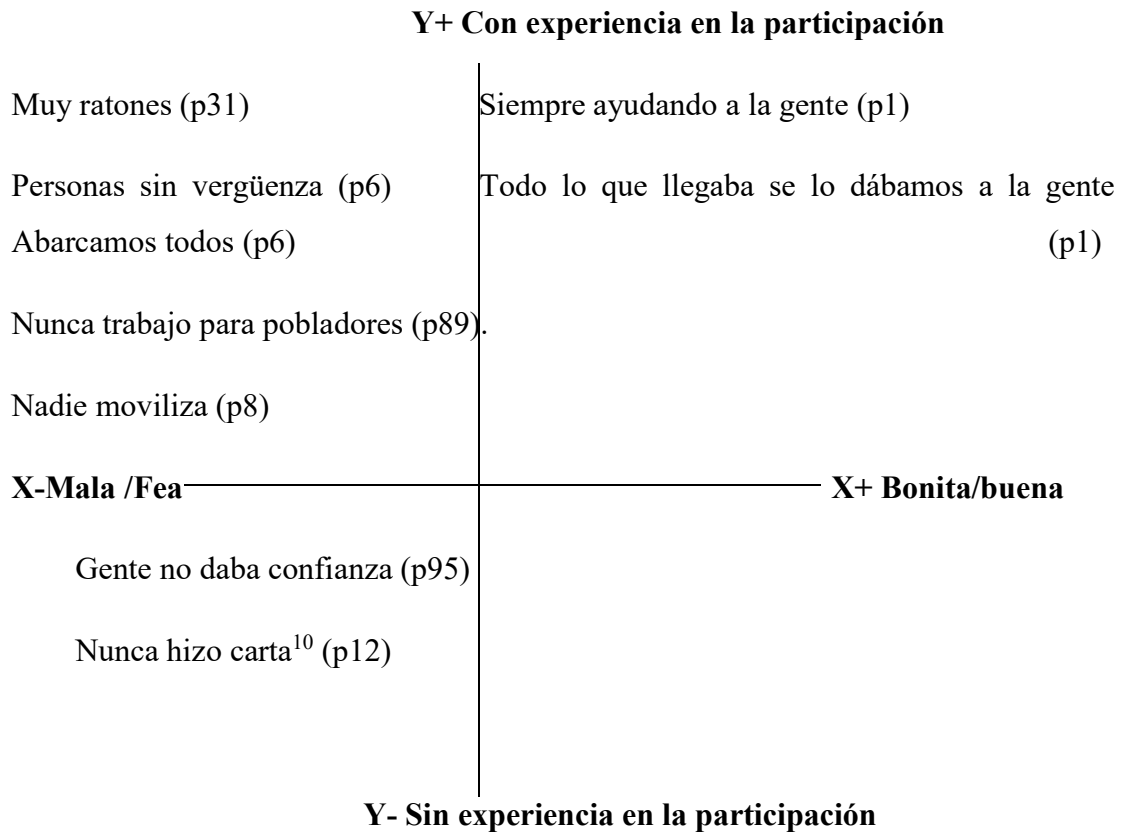 Y+ Con experiencia en la participación
Muy ratones (p31)
Siempre ayudando a la gente (p1)
Personas sin vergüenza (p6)
Todo lo que llegaba se lo dábamos a la gente
Abarcamos todos (p6)
(p1)
Nunca trabajo para pobladores (p89).
Nadie moviliza (p8)
X-Mala /Fea
X+ Bonita/buena
Gente no daba confianza (p95)
Nunca hizo carta10 (p12)
Y- Sin experiencia en la participación